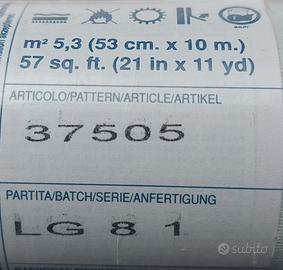 m² 5,3 (53 cm. x 10 m.)
57 sq. ft. (21 in x 11 yd)
ARTICOLO/PATTERN/ARTICLE/ARTIKEL
37505
PARTITA/BATCH/SERIE/ANFERTIGUNG
LG 8 1
subito